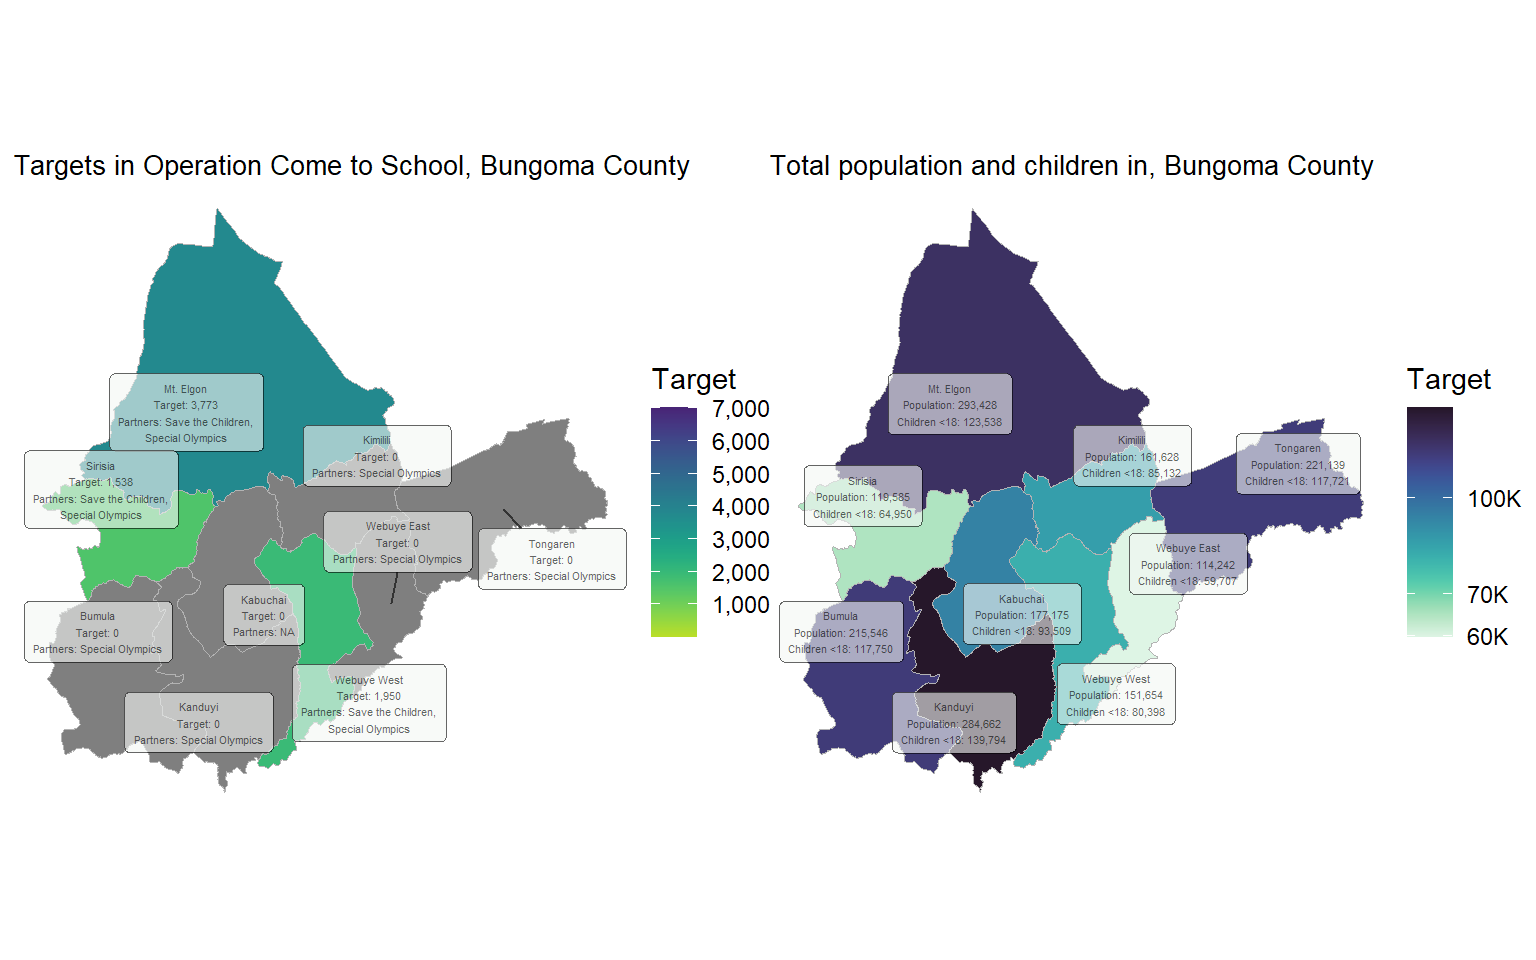 Targets in Operation Come to School, Bungoma County
Mt. Elgon
Target: 3,773
Partners: Save the Children,
Special Olympics
Kimilili
Target: 0
Partners: Special Olympics
Sirisia
Target: 1,538
Partners: Save the Children,
Special Olympics
Webuye East
Target: 0
Partners: Special Olympics
Tongaren
Target: 0
Partners: Special Olympics
Kabuchai
Target: 0
Partners: NA
Bumula
Target: 0
Partners: Special Olympics
Webuye West
Target: 1,950
Partners: Save the Children,
Special Olympics
Kanduyi
Target: 0
Partners: Special Olympics
Target
7,000
6,000
5,000
4,000
3,000
2,000
1,000
Total population and children in, Bungoma County
Mt. Elgon
Population: 293,428
Children <18: 123,538
Kimilili
Population: 161,628
Children <18: 85,132
Tongaren
Population: 221,139
Children <18: 117,721
Sirisia
Population: 119,585
Children <18: 64,950
Webuye East
Population: 114,242
Children <18: 59,707
Kabuchai
Population: 177,175
Children <18: 93,509
Bumula
Population: 215,546
Children <18: 117,750
Webuye West
Population: 151,654
Children <18: 80,398
Kanduyi
Population: 284,662
Children <18: 139,794
Target
100K
70K
60K